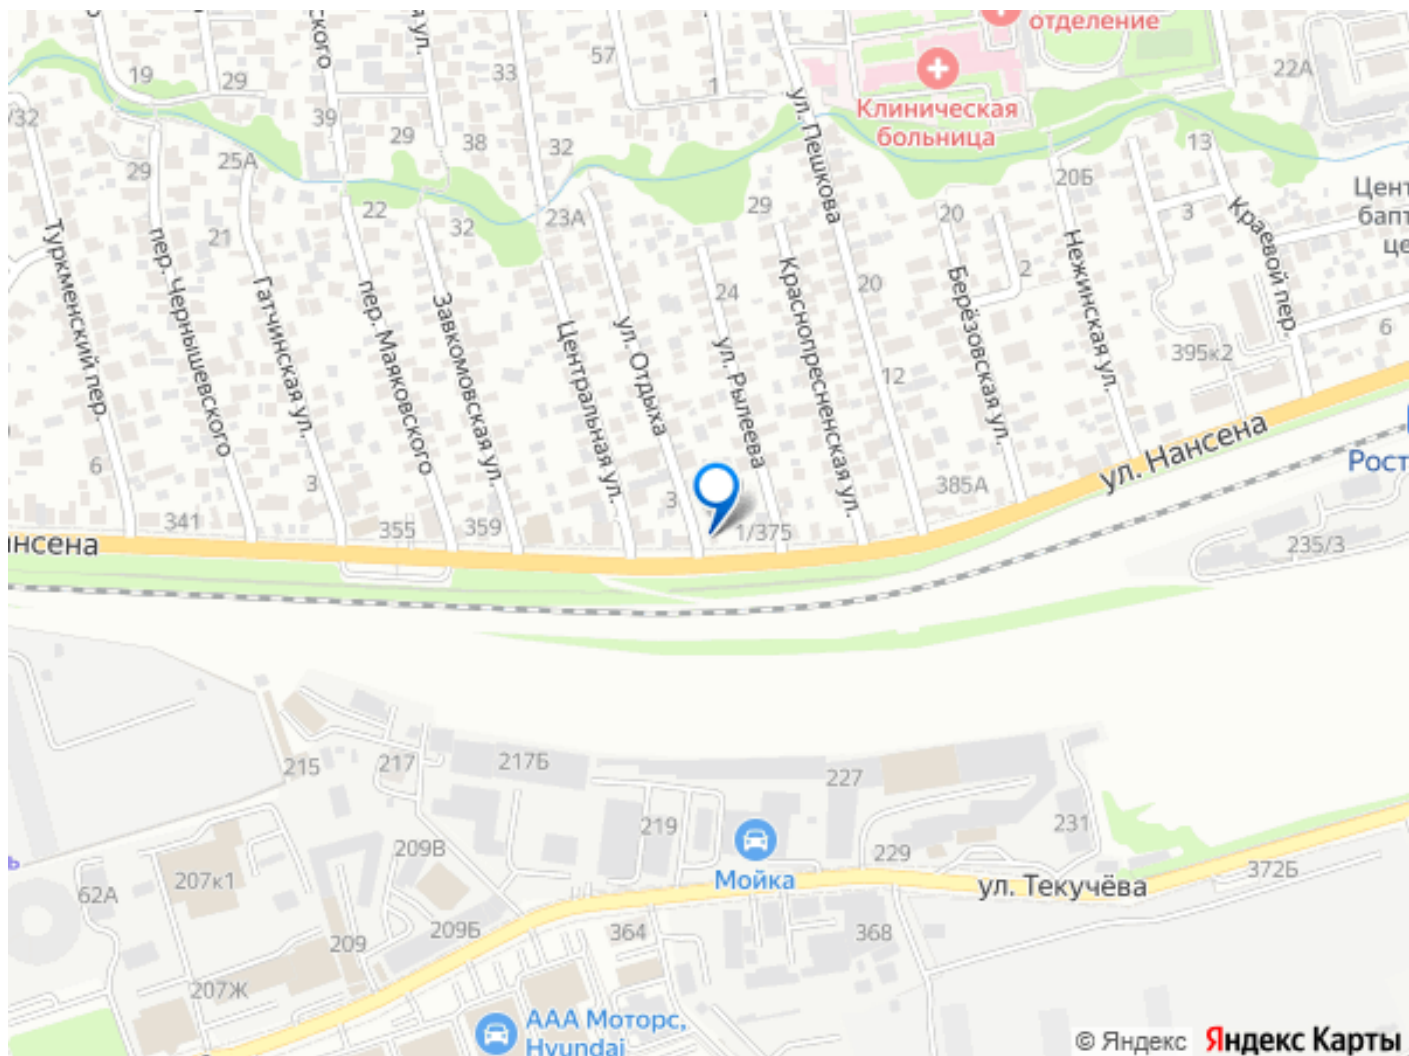 отделение
Клиническая
больница
22А
57
33
1
19
29
39
/32
29
38
32
13
29
25А
20Б
22
32
23А
29
20
3
Цент
бапт
це
ского
ул.
ул. Пешкова
Туркменский пер.
пер. Чернышевского
21
Гатчинская ул.
пер. Маяковского
Завкомовская ул.
Центральная ул.
ул. Отдыха
24
ул. Рылеева
Краснопресненская ул.
20
12
Берёзовская ул.
2
Нежинская ул.
Краевой пер.
395к2
6
ул. Нансена
Рост
6
3
3
385А
341
355
359
1/375
235/3
нсена
215
217
217Б
227
219
231
209В
229
Мойка
ул. Текучёва
372Б
62А
207к1
209
209Б
364
368
207Ж
ь
ААА Моторс,
Hyundai
© Яндекс Яндекс Карты